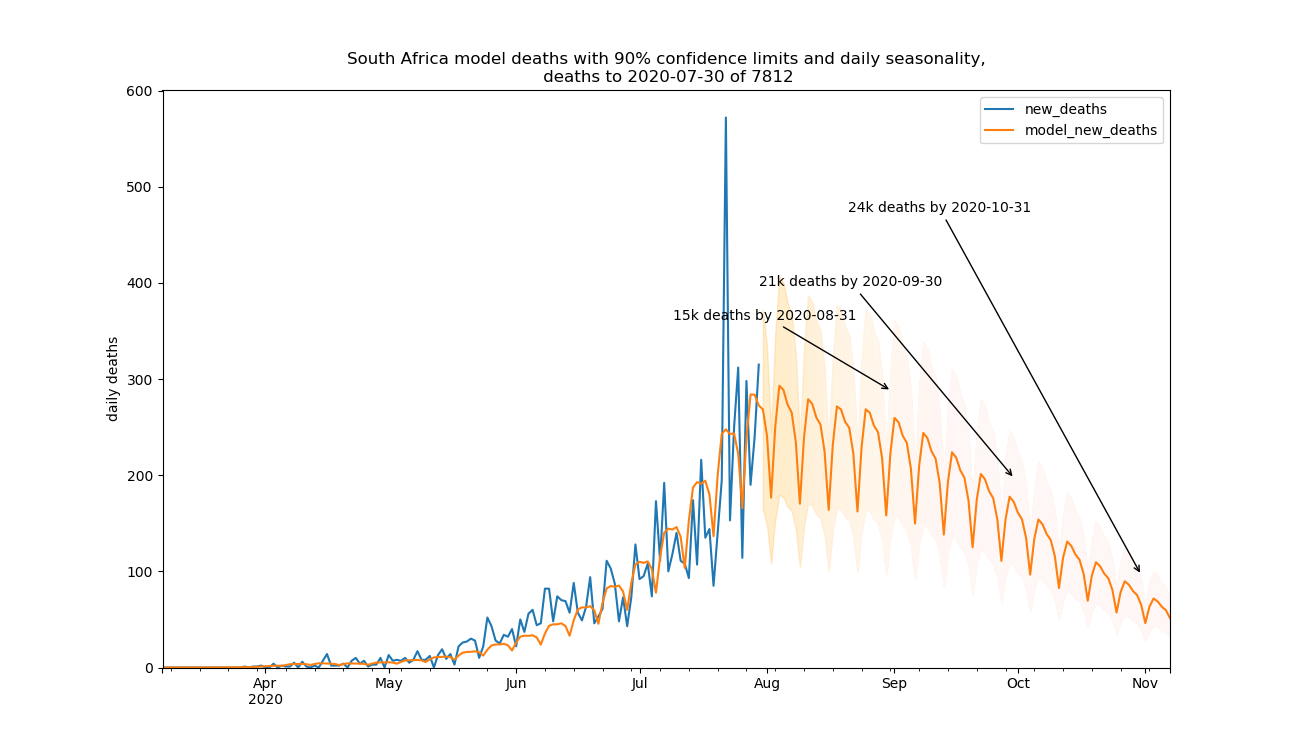 South Africa model deaths with 90% confidence limits and daily seasonality,
deaths to 2020-07-30 of 7812
new_deaths
model_new_deaths
daily deaths
600
500
400
300
200
100
0
24k deaths by 2020-10-31
21k deaths by 2020-09-30
15k deaths by 2020-08-31
Apr May Jun Jul Aug Sep Oct Nov
2020